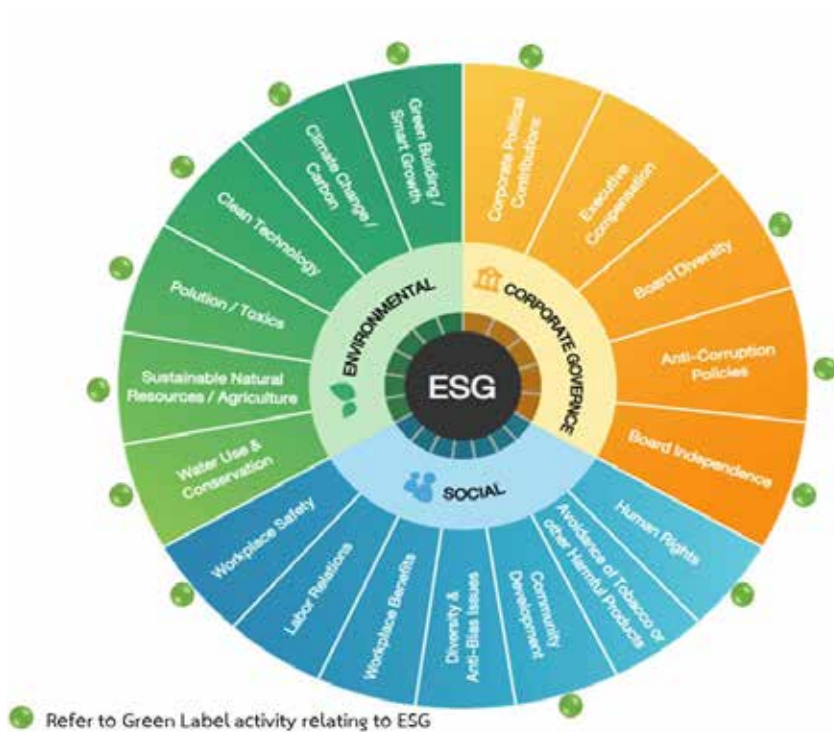 Green Building /
Smart Growth
Climate Change /
Carbon
Clean Technology
Polution / Toxics
Sustainable Natural
Resources / Agriculture
Water Use &
Conservation
ENVIRONMENTAL
Corporate Political
Contributions
Executive
Compensation
Board Diversity
Anti-Corruption
Policies
Board Independence
CORPORATE GOVERNCE
ESG
SOCIAL
Workplace Safety
Labor Relations
Workplace Benefits
Diversity &
Anti-Bias Issues
Community
Development
Avoidance of Tobacco or
other Harmful Products
Human Rights
Refer to Green Label activity relating to ESG